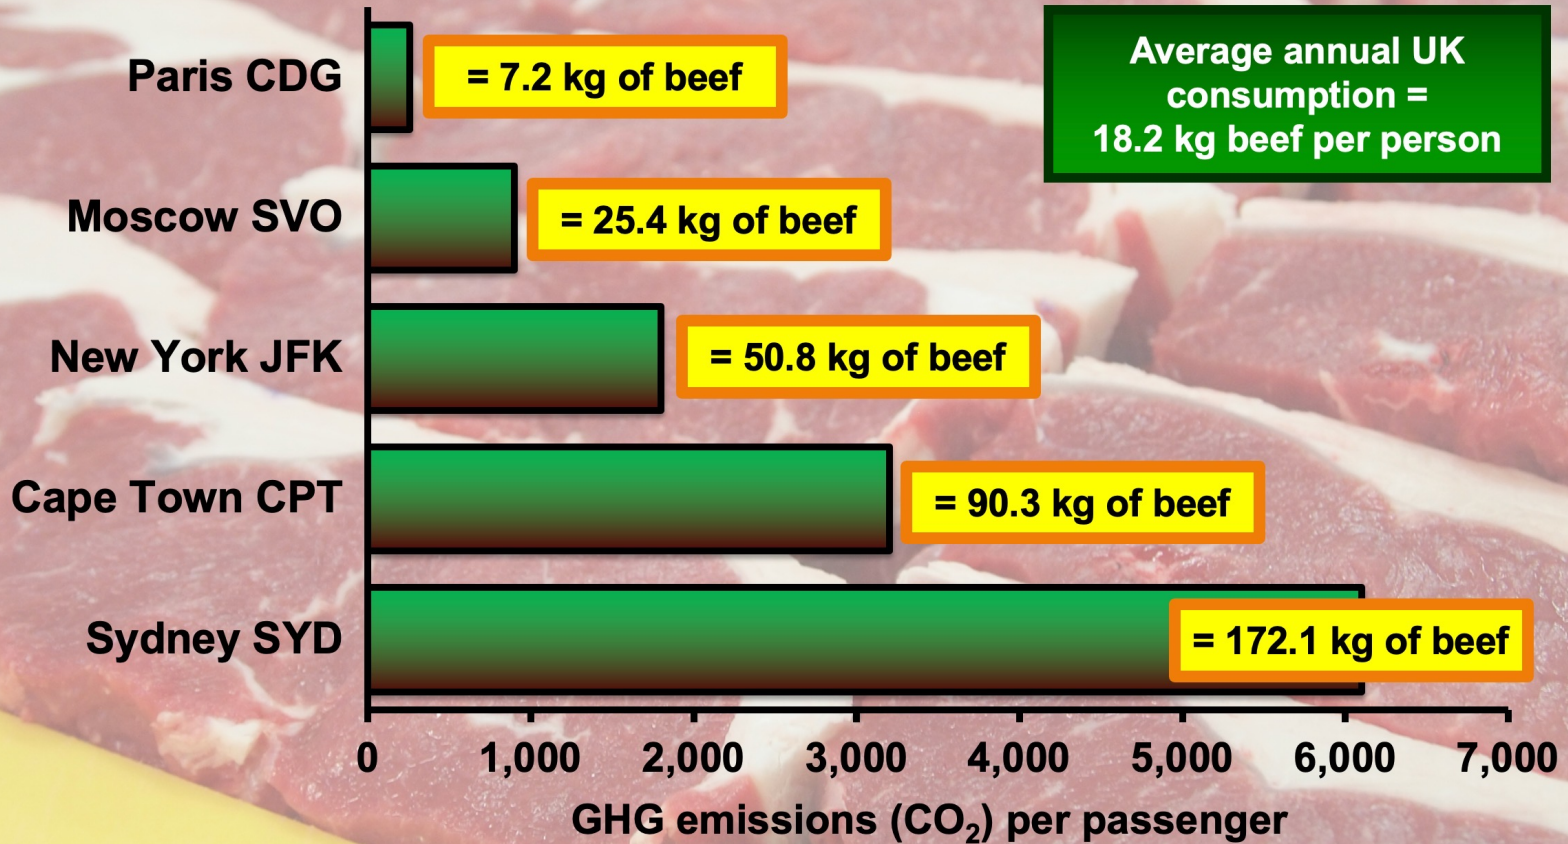 Paris CDG
= 7.2 kg of beef
Average annual UK
consumption =
18.2 kg beef per person
Moscow SVO
= 25.4 kg of beef
New York JFK
= 50.8 kg of beef
Cape Town CPT
= 90.3 kg of beef
Sydney SYD
= 172.1 kg of beef
0 1,000 2,000 3,000 4,000 5,000 6,000 7,000
GHG emissions (CO₂) per passenger